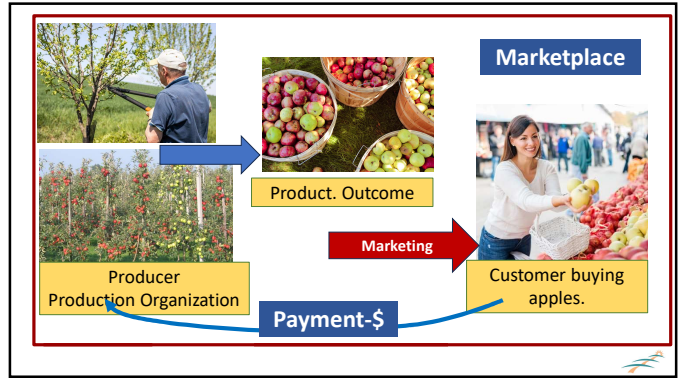 Marketplace
Product. Outcome
Marketing
Producer
Production Organization
Customer buying
apples.
Payment-$